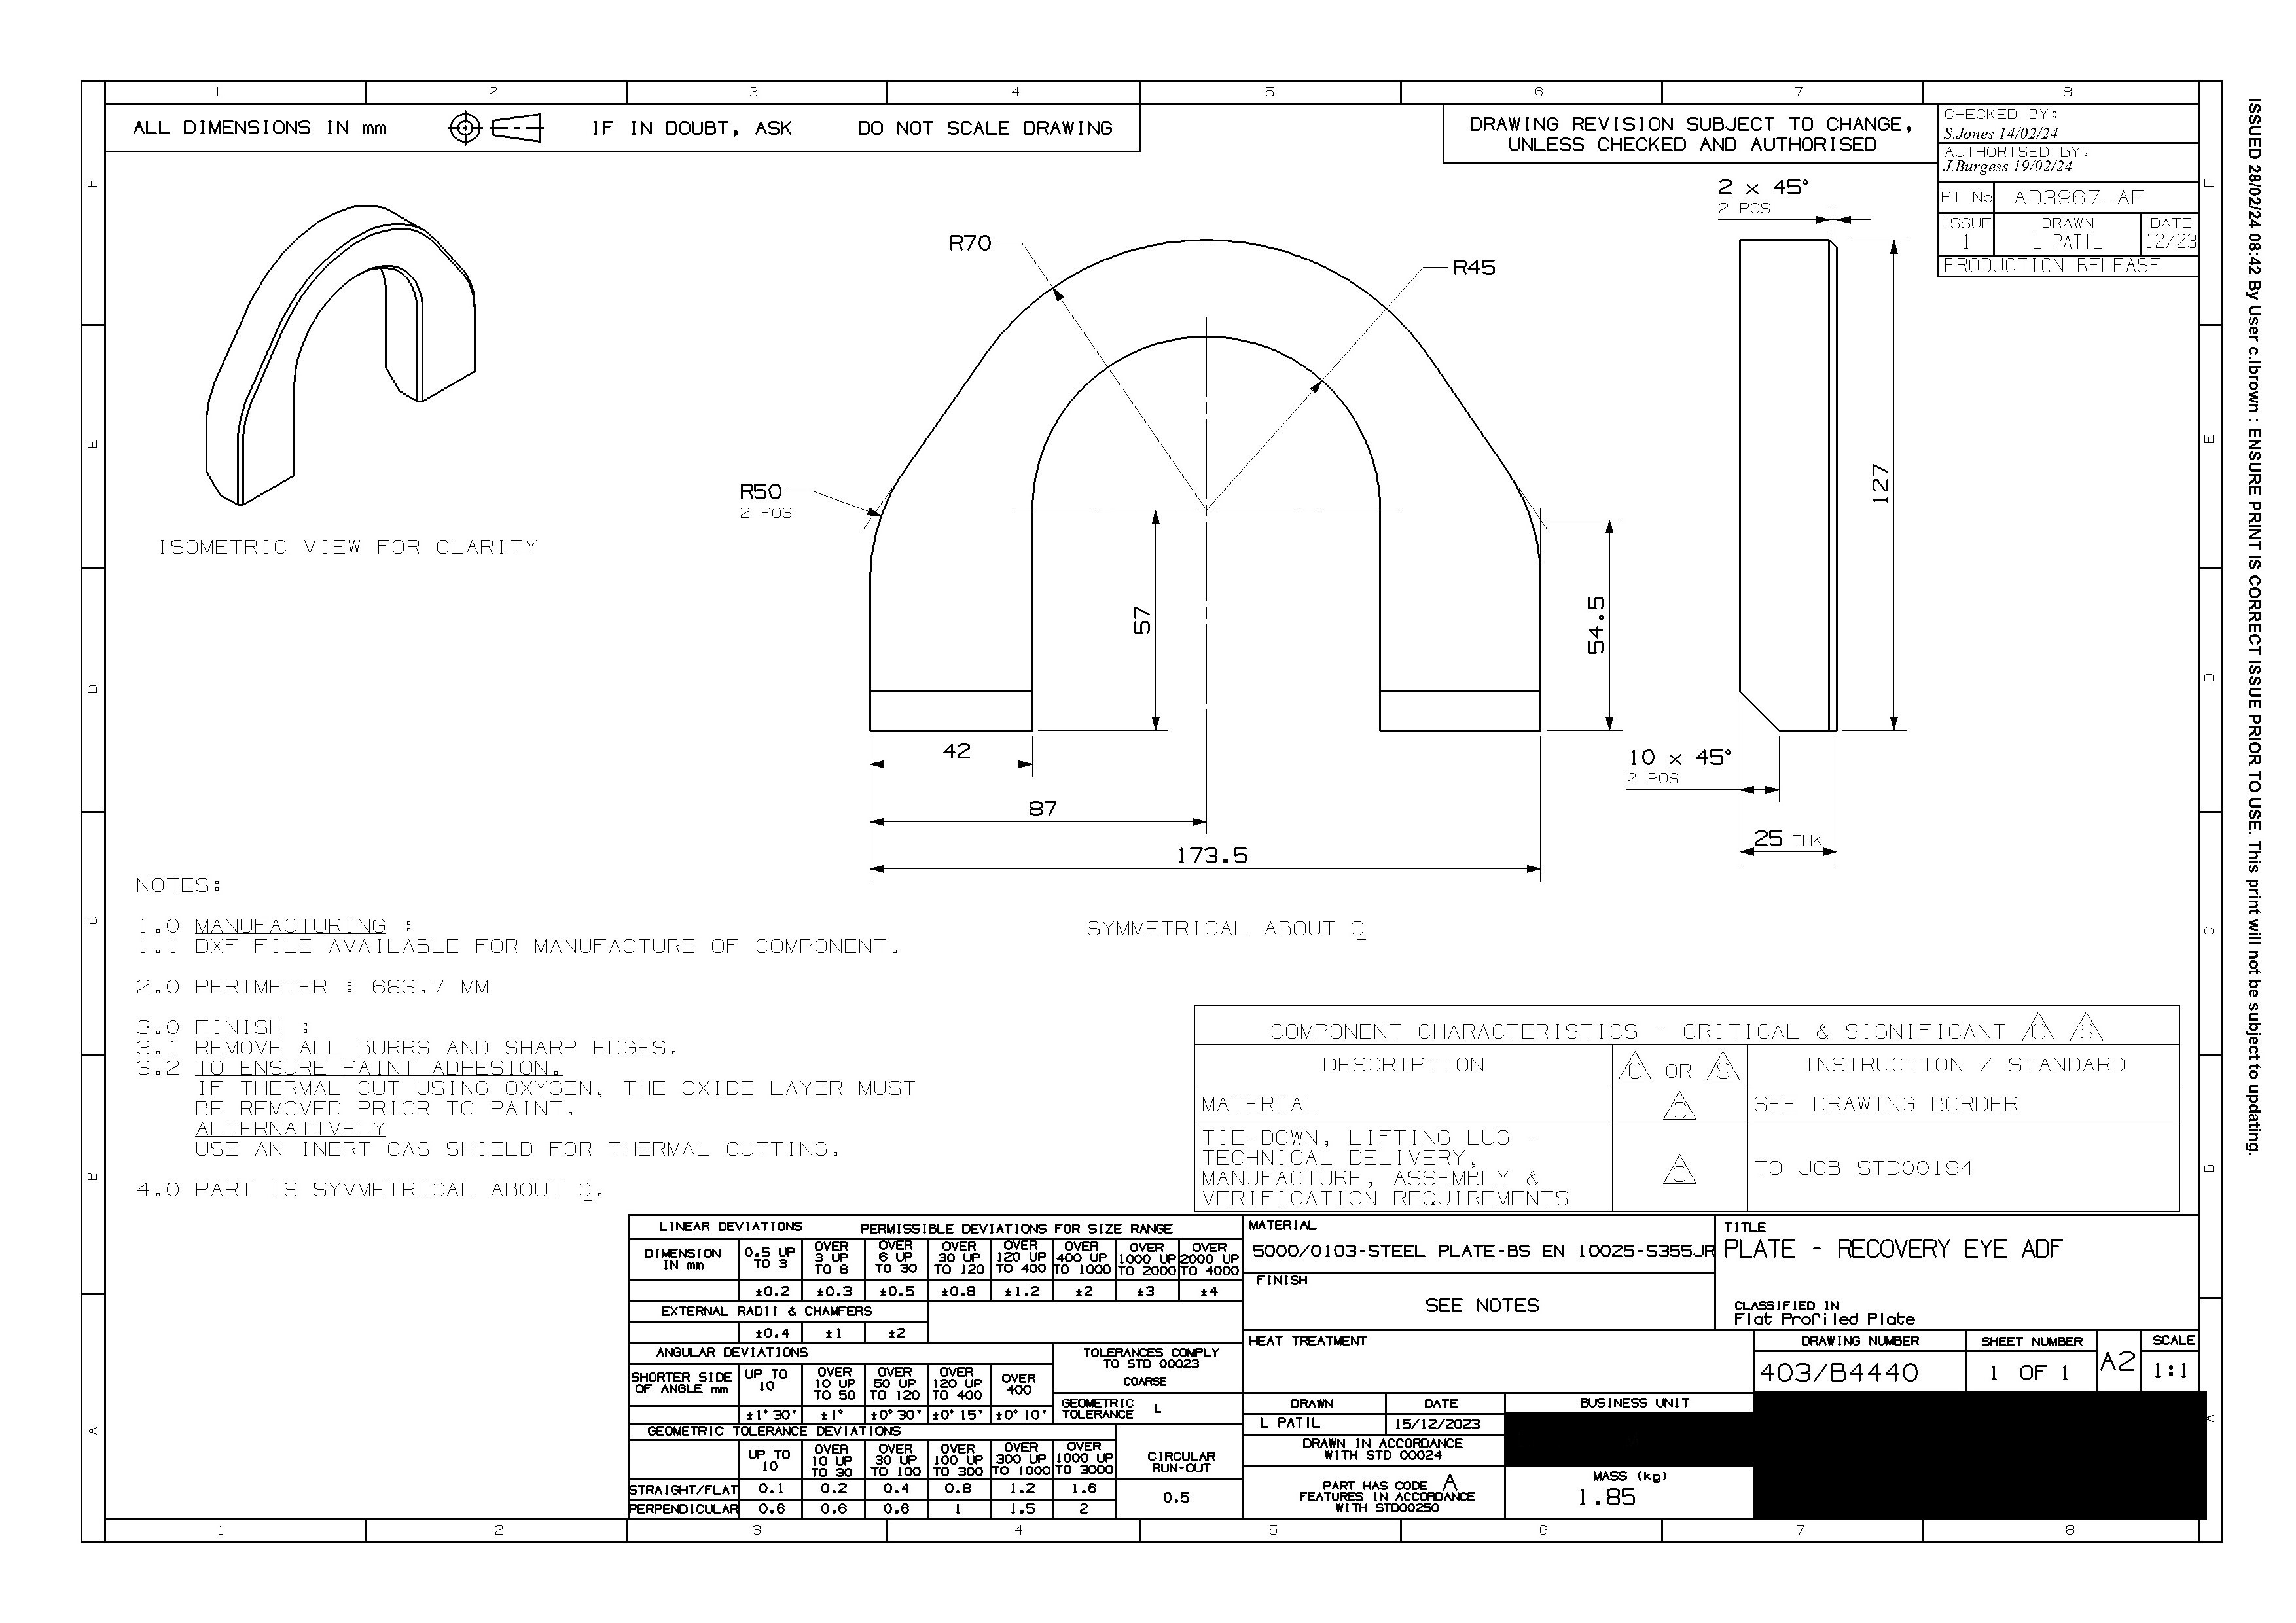 1 2 3 4 5 6 7 8
ALL DIMENSIONS IN mm
IF IN DOUBT, ASK
DO NOT SCALE DRAWING
DRAWING REVISION SUBJECT TO CHANGE,
UNLESS CHECKED AND AUTHORISED
CHECKED BY:
S.Jones 14/02/24
AUTHORISED BY:
J.Burgess 19/02/24
PI No AD3967_AF
ISSUE DRAWN DATE
1 L PATIL 12/23
PRODUCTION RELEASE
ISSUED 28/02/24 08:42 By User c.lbrown : ENSURE PRINT IS CORRECT ISSUE PRIOR TO USE. This print will not be subject to updating.
F F
E E
D D
C C
B B
A A
2 x 45°
2 POS
R70
R45
R50
2 POS
127
57
54.5
42
87
173.5
10 x 45°
2 POS
25 THK
ISOMETRIC VIEW FOR CLARITY
SYMMETRICAL ABOUT ℄
NOTES:
1.0 MANUFACTURING :
1.1 DXF FILE AVAILABLE FOR MANUFACTURE OF COMPONENT.
2.0 PERIMETER : 683.7 MM
3.0 FINISH :
3.1 REMOVE ALL BURRS AND SHARP EDGES.
3.2 TO ENSURE PAINT ADHESION.
IF THERMAL CUT USING OXYGEN, THE OXIDE LAYER MUST
BE REMOVED PRIOR TO PAINT.
ALTERNATIVELY
USE AN INERT GAS SHIELD FOR THERMAL CUTTING.
4.0 PART IS SYMMETRICAL ABOUT ℄.
COMPONENT CHARACTERISTICS - CRITICAL & SIGNIFICANT C S
DESCRIPTION C OR S INSTRUCTION / STANDARD
MATERIAL C SEE DRAWING BORDER
TIE-DOWN, LIFTING LUG -
TECHNICAL DELIVERY,
MANUFACTURE, ASSEMBLY &
VERIFICATION REQUIREMENTS
C TO JCB STD00194
LINEAR DEVIATIONS PERMISSIBLE DEVIATIONS FOR SIZE RANGE
DIMENSION IN mm
0.5 UP TO 3
OVER 3 UP TO 6
OVER 6 UP TO 30
OVER 30 UP TO 120
OVER 120 UP TO 400
OVER 400 UP TO 1000
OVER 1000 UP TO 2000
OVER 2000 UP TO 4000
±0.2 ±0.3 ±0.5 ±0.8 ±1.2 ±2 ±3 ±4
EXTERNAL RADII & CHAMFERS
±0.4 ±1 ±2
ANGULAR DEVIATIONS
SHORTER SIDE OF ANGLE mm
UP TO 10
OVER 10 UP TO 50
OVER 50 UP TO 120
OVER 120 UP TO 400
OVER 400
±1° 30' ±1° ±0° 30' ±0° 15' ±0° 10'
TOLERANCES COMPLY
TO STD 00023
COARSE
GEOMETRIC TOLERANCE L
GEOMETRIC TOLERANCE DEVIATIONS
UP TO 10
OVER 10 UP TO 30
OVER 30 UP TO 100
OVER 100 UP TO 300
OVER 300 UP TO 1000
OVER 1000 UP TO 3000
CIRCULAR RUN-OUT
STRAIGHT/FLAT 0.1 0.2 0.4 0.8 1.2 1.6
PERPENDICULAR 0.6 0.6 0.6 1 1.5 2
0.5
MATERIAL
5000/0103-STEEL PLATE-BS EN 10025-S355JR
FINISH
SEE NOTES
HEAT TREATMENT
TITLE
PLATE - RECOVERY EYE ADF
CLASSIFIED IN
Flat Profiled Plate
DRAWING NUMBER SHEET NUMBER A2 SCALE
403/B4440 1 OF 1 1:1
DRAWN DATE BUSINESS UNIT
L PATIL 15/12/2023
DRAWN IN ACCORDANCE
WITH STD 00024
PART HAS CODE A
FEATURES IN ACCORDANCE
WITH STD00250
MASS (kg)
1.85
1 2 3 4 5 6 7 8